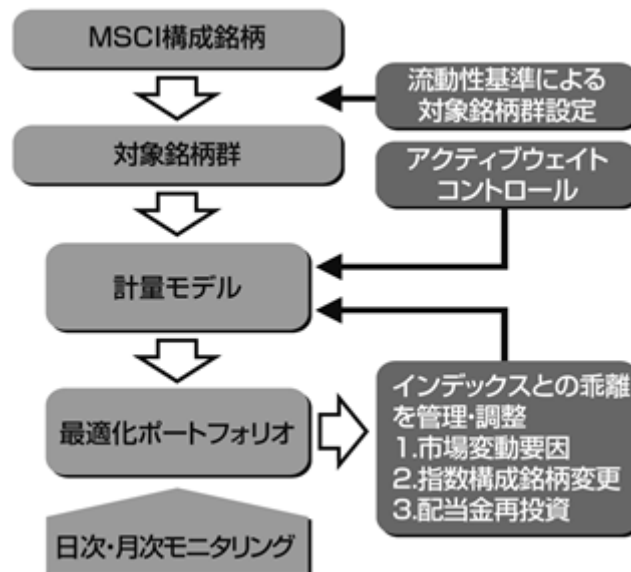 MSCI構成銘柄
流動性基準による
対象銘柄群設定
対象銘柄群
アクティブウェイト
コントロール
計量モデル
最適化ポートフォリオ
インデックスとの乖離
を管理・調整
1.市場変動要因
2.指数構成銘柄変更
3.配当金再投資
日次・月次モニタリング